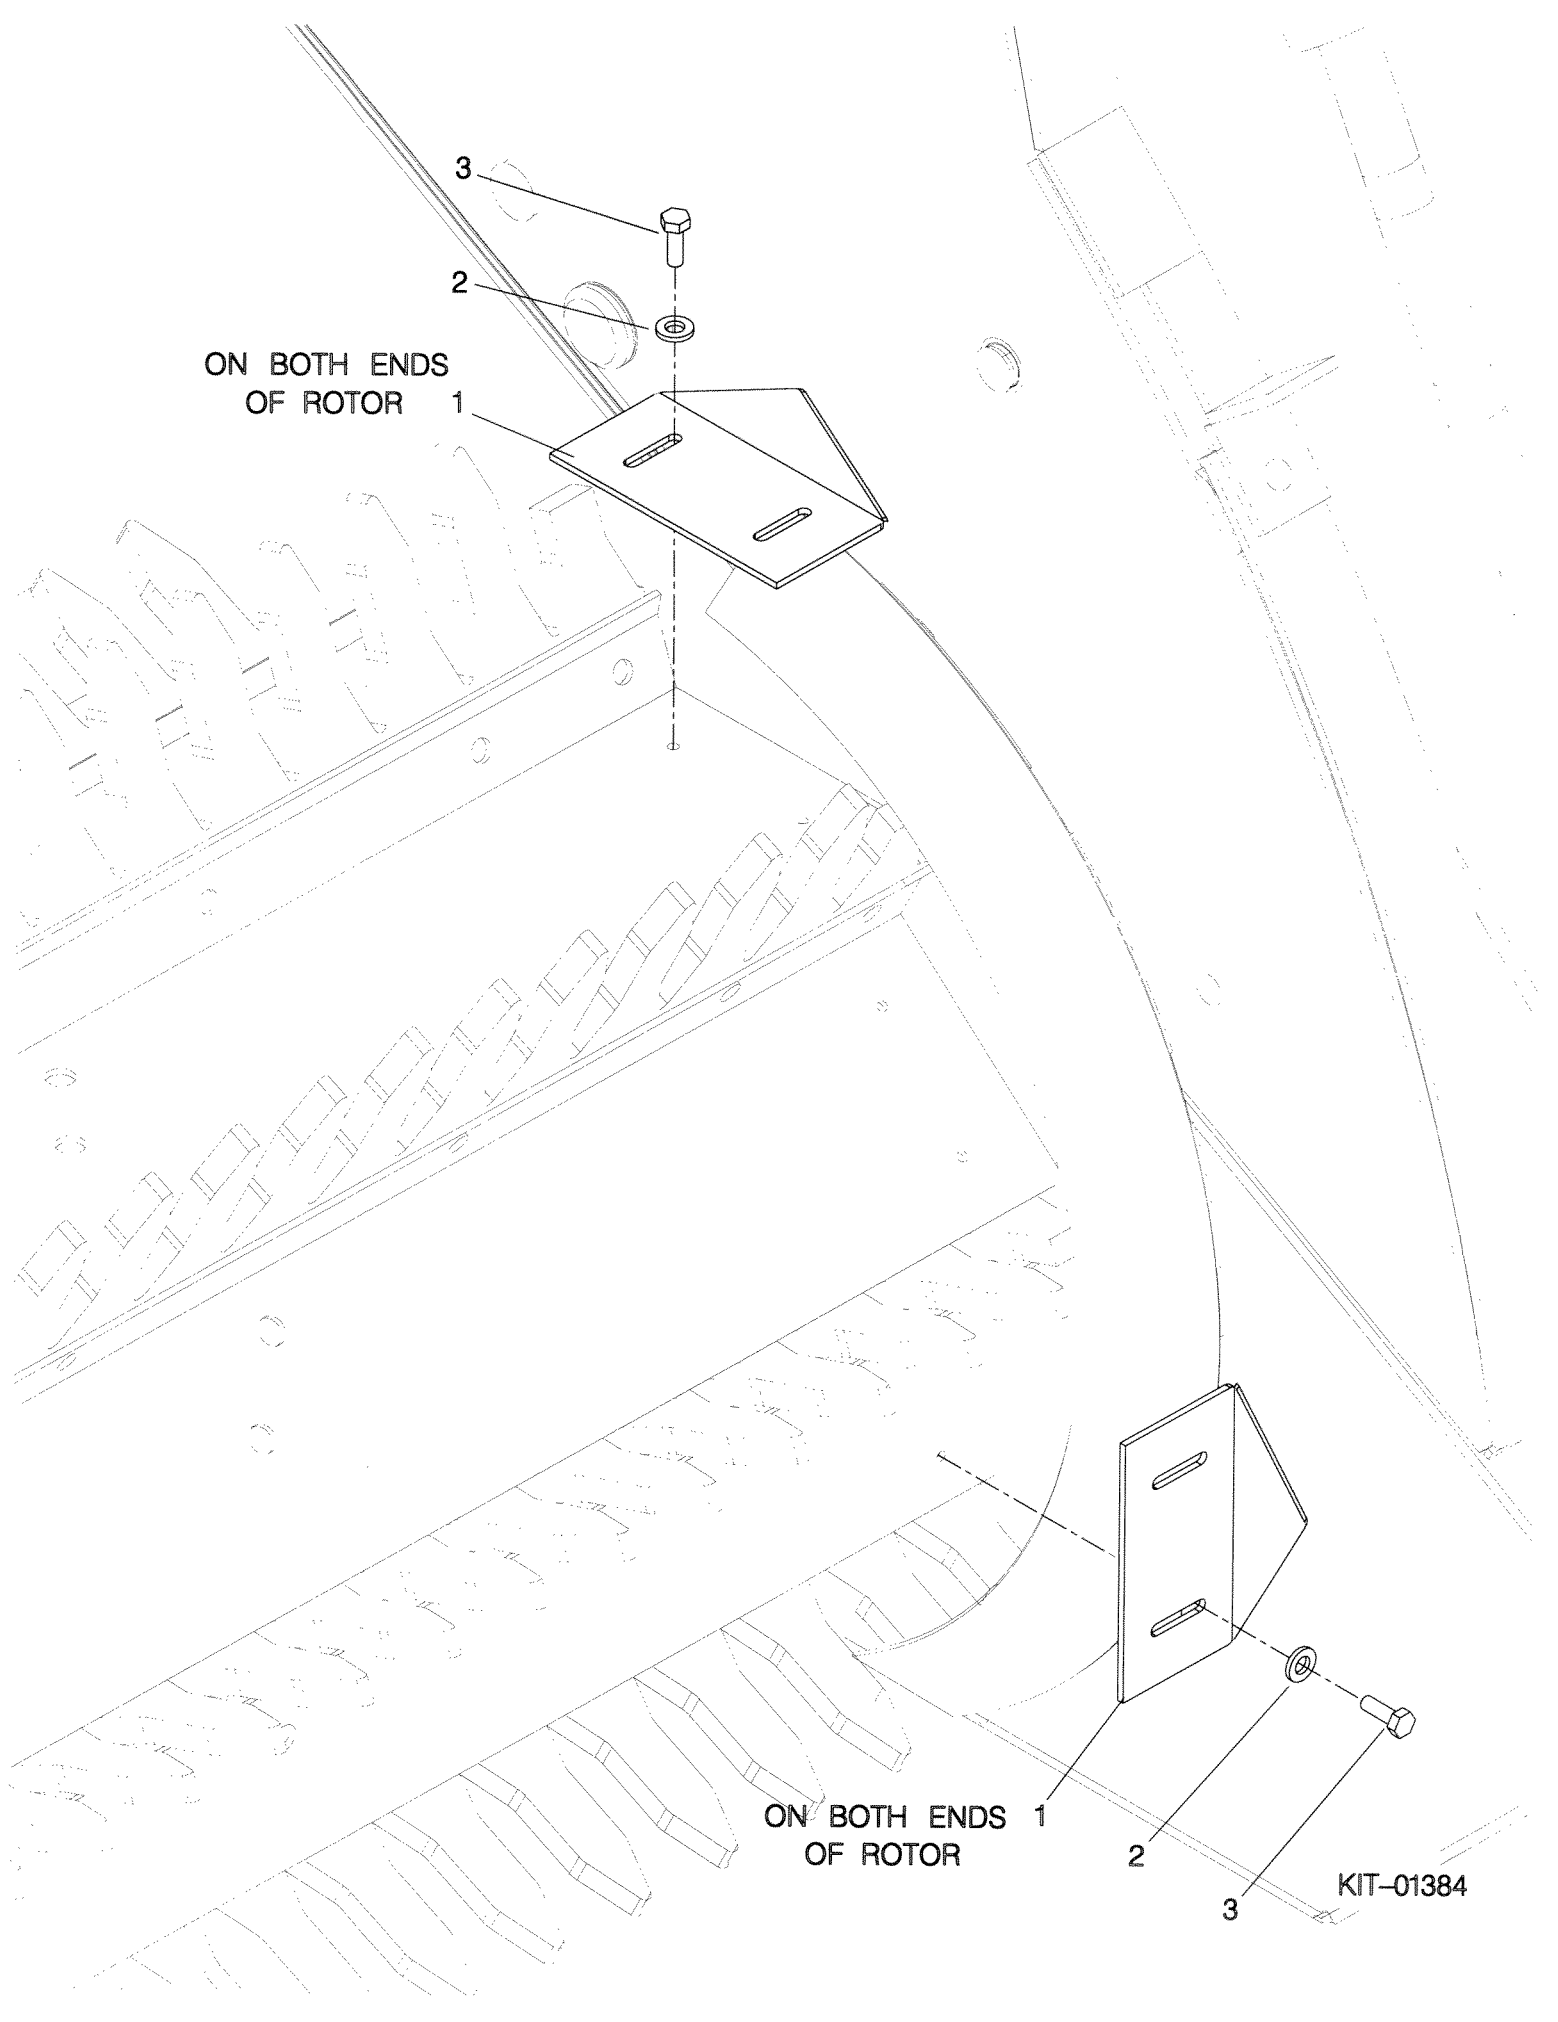 3
2
ON BOTH ENDS
OF ROTOR 1
ON BOTH ENDS 1
OF ROTOR
2
KIT-01384
3